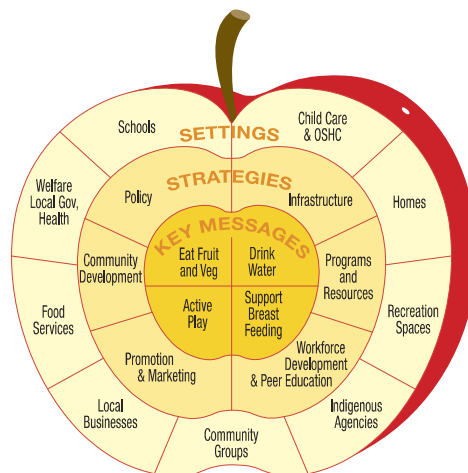 SETTINGS
Schools
Child Care
& OSHC
Welfare
Local Gov,
Health
Homes
Food
Services
Recreation
Spaces
Local
Businesses
Indigenous
Agencies
Community
Groups
STRATEGIES
Policy
Infrastructure
Community
Development
Programs
and
Resources
Promotion
& Marketing
Workforce
Development
& Peer Education
KEY MESSAGES
Eat Fruit
and Veg
Drink
Water
Active
Play
Support
Breast
Feeding